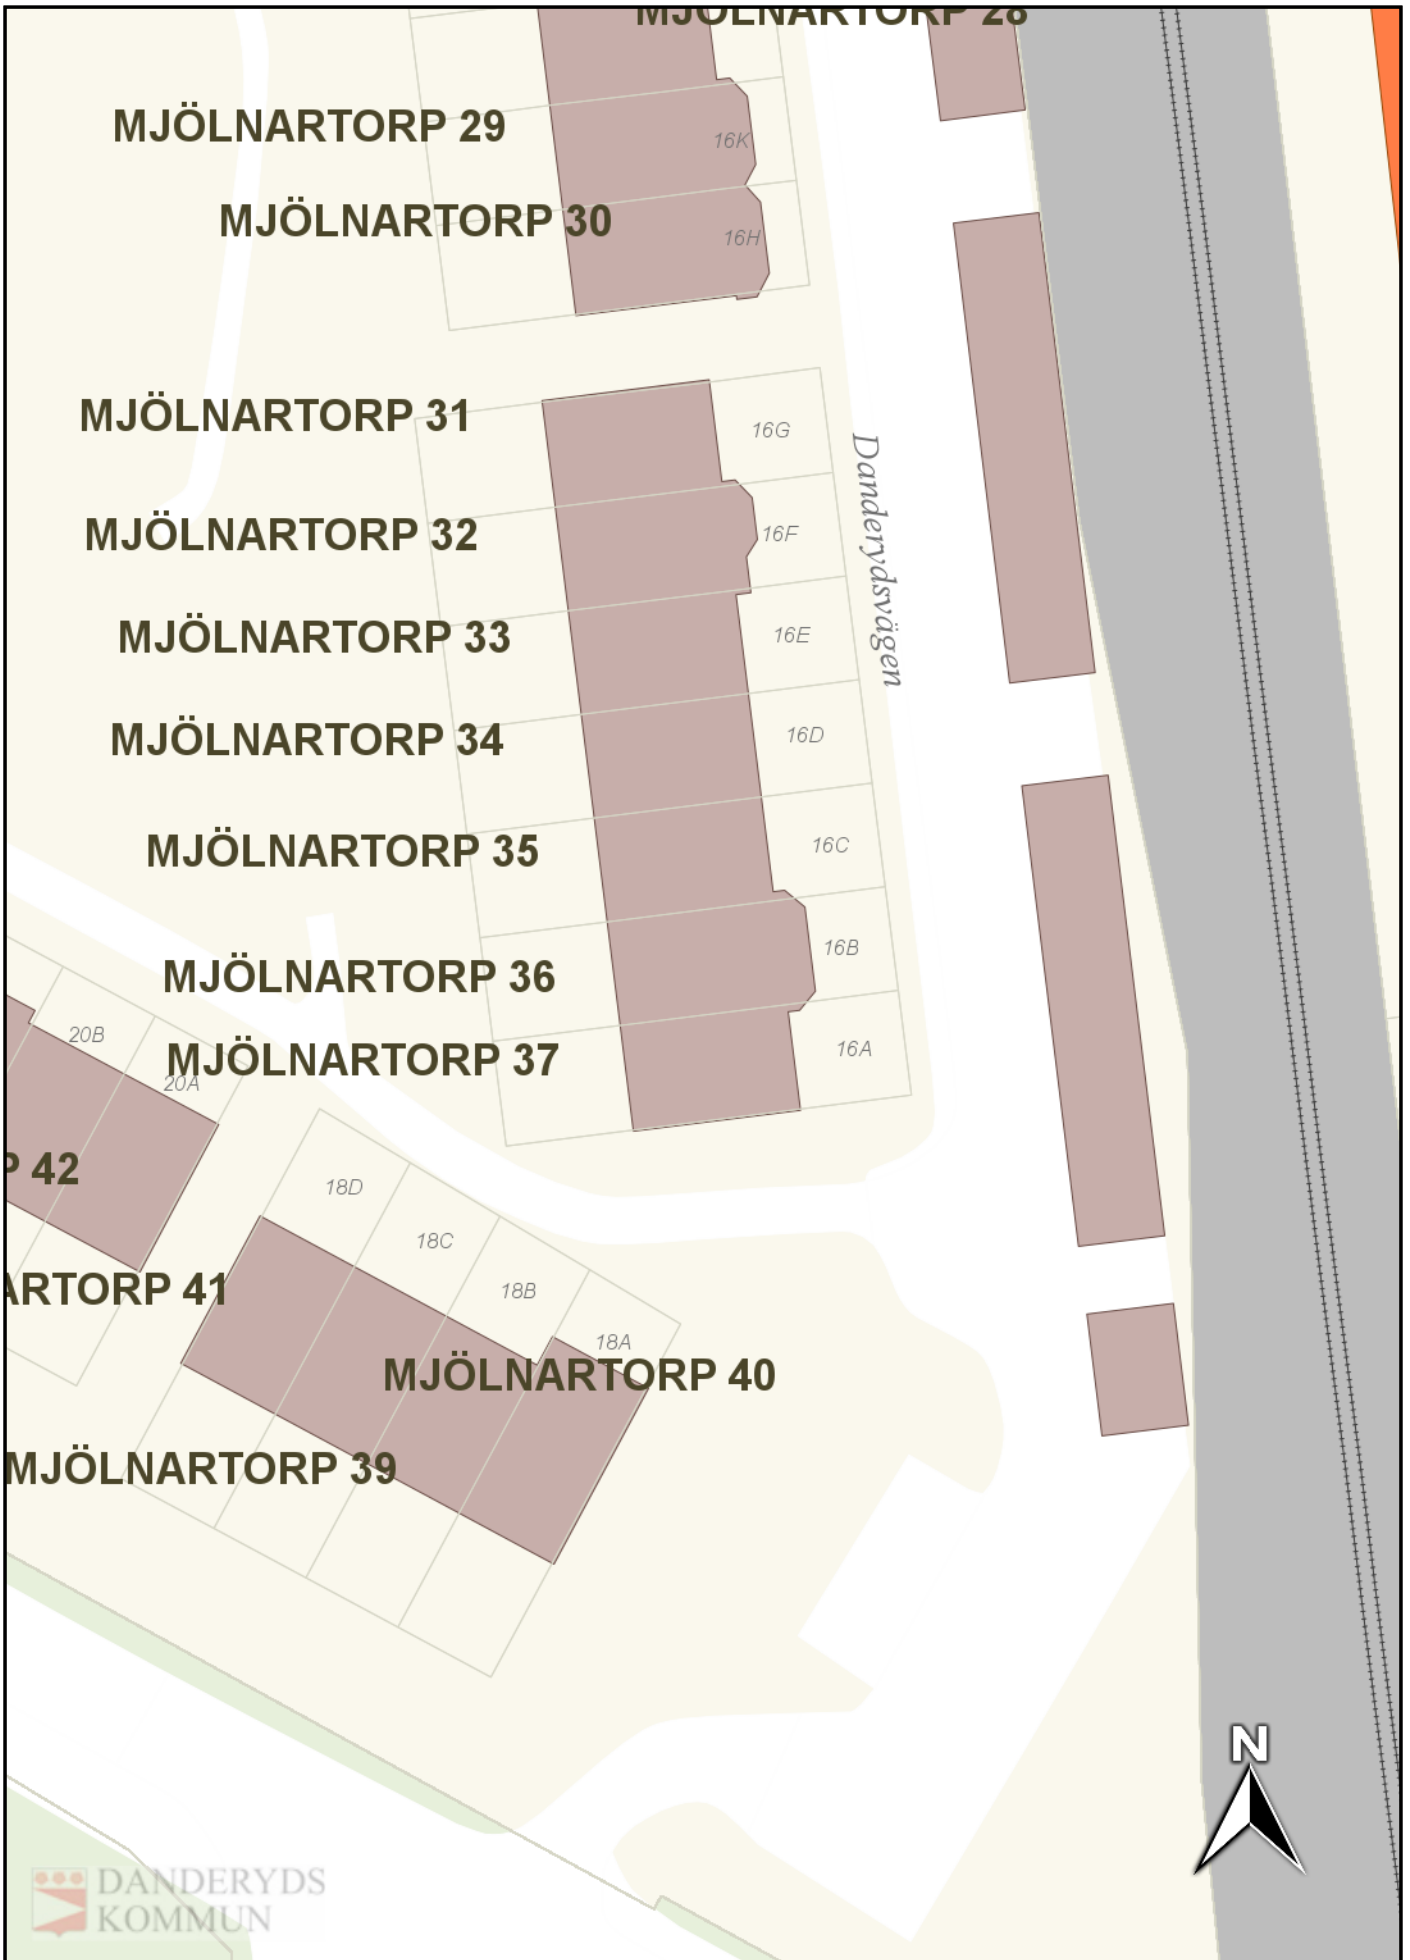 MJÖLNARTORP 28
MJÖLNARTORP 29
16K
MJÖLNARTORP 30
16H
MJÖLNARTORP 31
16G
MJÖLNARTORP 32
16F
Danderydsvägen
MJÖLNARTORP 33
16E
MJÖLNARTORP 34
16D
MJÖLNARTORP 35
16C
MJÖLNARTORP 36
16B
20B
MJÖLNARTORP 37
16A
20A
P 42
18D
18C
ARTORP 41
18B
18A
MJÖLNARTORP 40
MJÖLNARTORP 39
N
DANDERYDS
KOMMUN